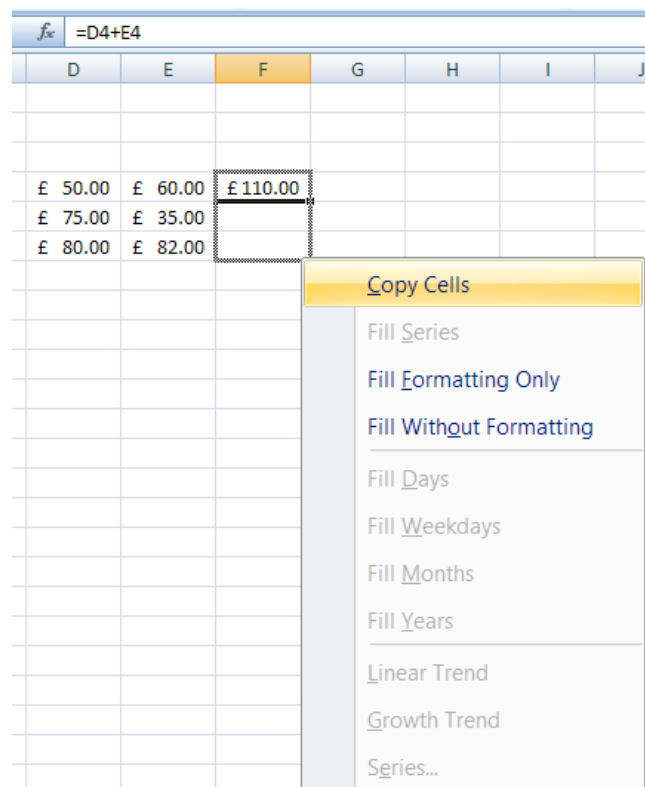 fx =D4+E4
D E F G H I J
£ 50.00 £ 60.00 £ 110.00
£ 75.00 £ 35.00
£ 80.00 £ 82.00
Copy Cells
Fill Series
Fill Formatting Only
Fill Without Formatting
Fill Days
Fill Weekdays
Fill Months
Fill Years
Linear Trend
Growth Trend
Series...